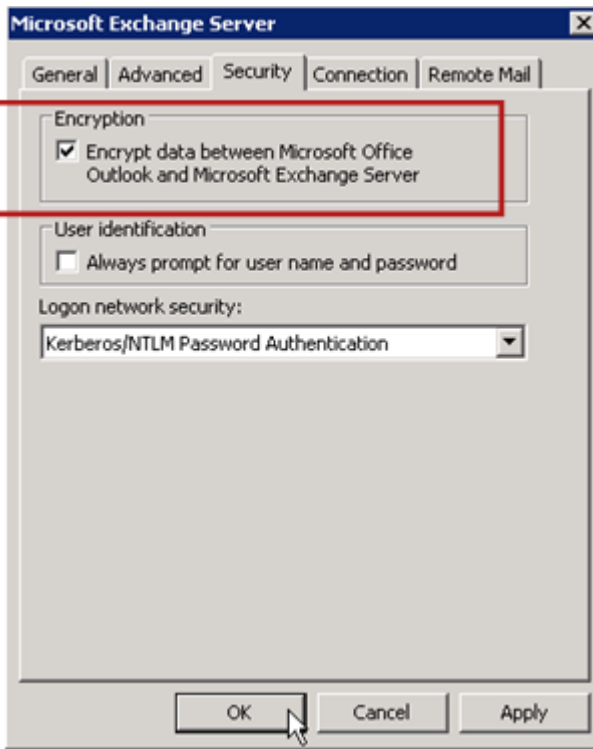 Microsoft Exchange Server
General Advanced Security Connection Remote Mail
Encryption
Encrypt data between Microsoft Office
Outlook and Microsoft Exchange Server
User identification
Always prompt for user name and password
Logon network security:
Kerberos/NTLM Password Authentication
OK Cancel Apply